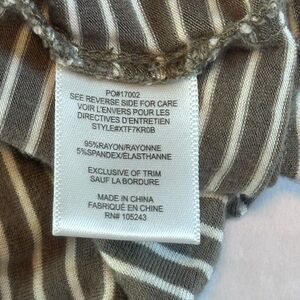 PO#17002
SEE REVERSE SIDE FOR CARE
VOIR L'ENVERS POUR LES
DIRECTIVES D'ENTRETIEN
STYLE#XTF7KR0B
95%RAYON/RAYONNE
5%SPANDEX/ÉLASTHANNE
EXCLUSIVE OF TRIM
SAUF LA BORDURE
MADE IN CHINA
FABRIQUÉ EN CHINE
RN# 105243